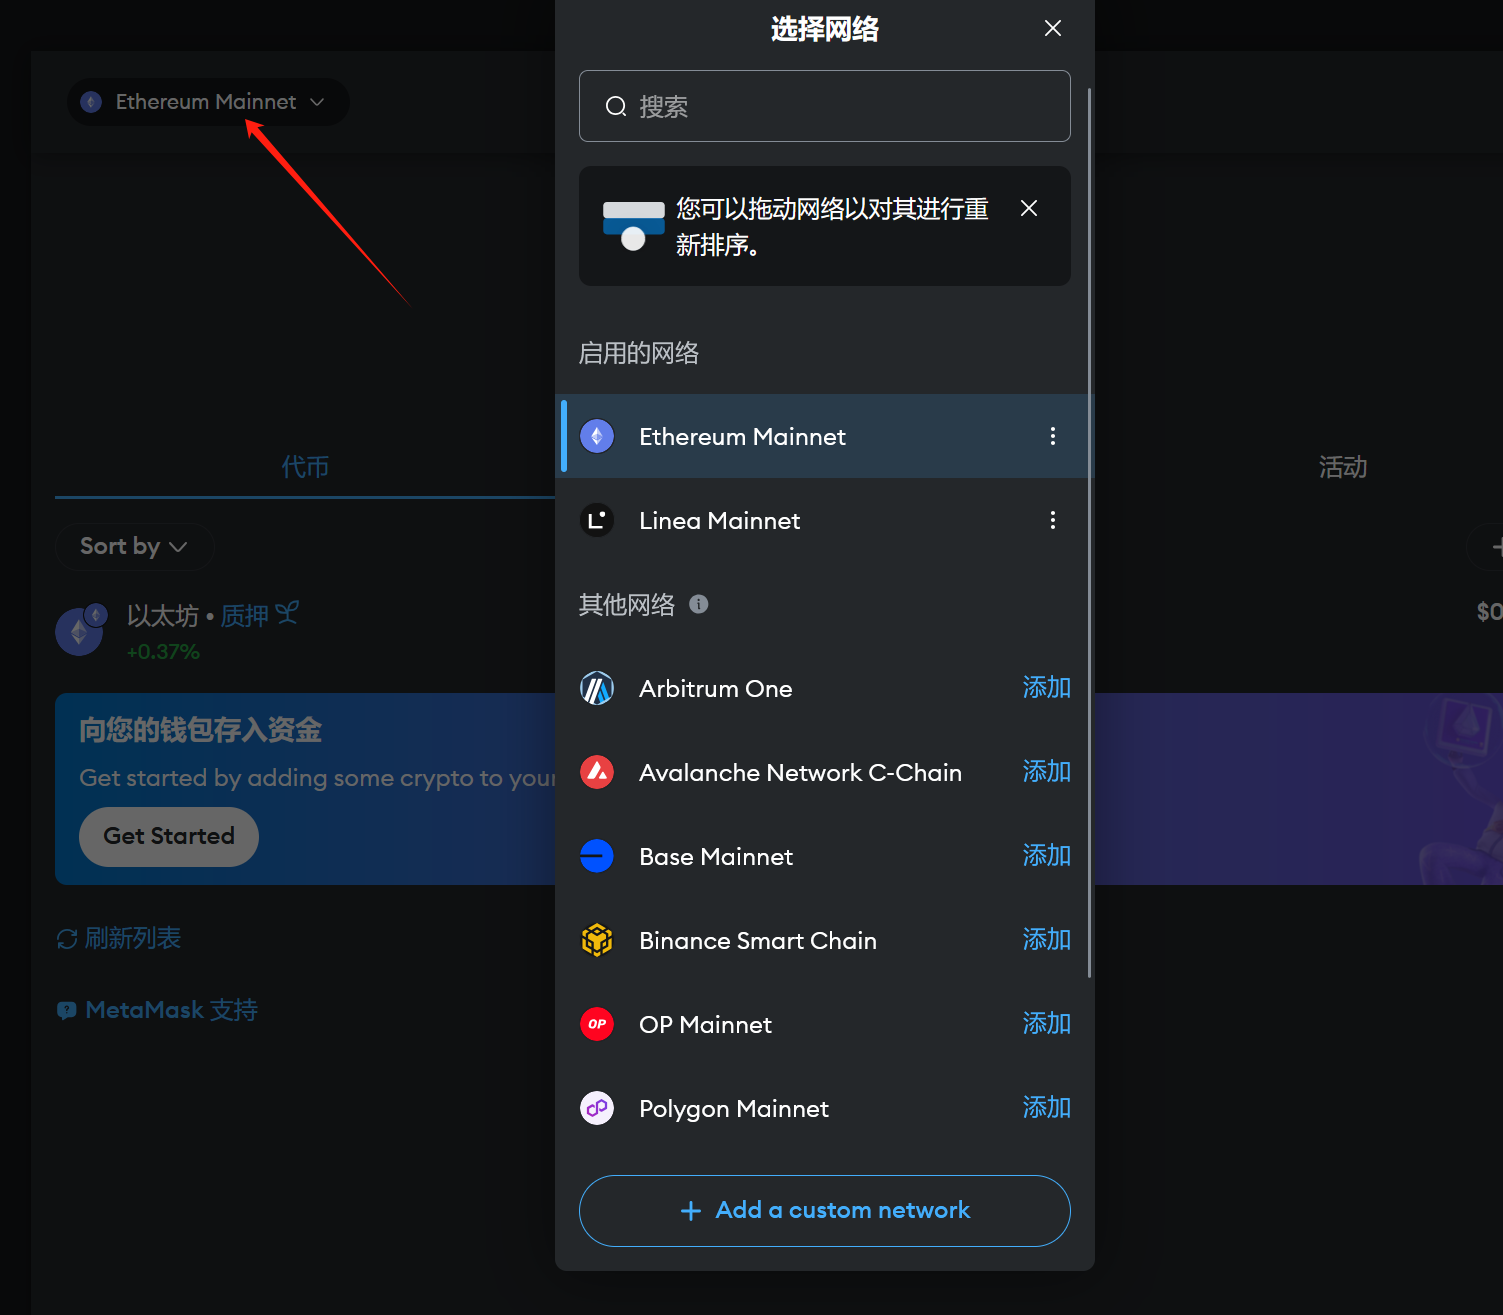 选择网络
Ethereum Mainnet
搜索
您可以拖动网络以对其进行重
新排序。
启用的网络
Ethereum Mainnet
代币
活动
Linea Mainnet
Sort by
其他网络
以太坊 • 质押
$0
+0.37%
Arbitrum One 添加
向您的钱包存入资金
Get started by adding some crypto to your
Avalanche Network C-Chain 添加
Get Started
Base Mainnet 添加
刷新列表
Binance Smart Chain 添加
MetaMask 支持
OP
OP Mainnet 添加
Polygon Mainnet 添加
Add a custom network